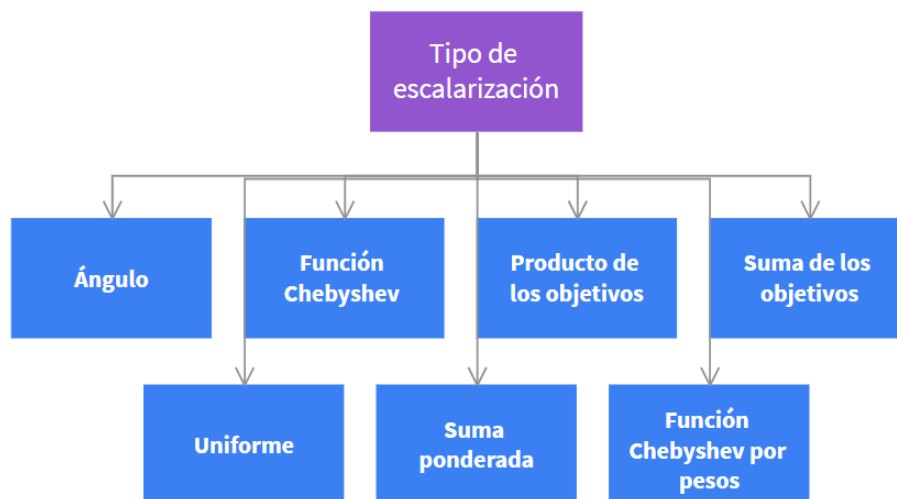 Tipo de
escalarización
Ángulo
Función
Chebyshev
Producto de
los objetivos
Suma de los
objetivos
Uniforme
Suma
ponderada
Función
Chebyshev por
pesos